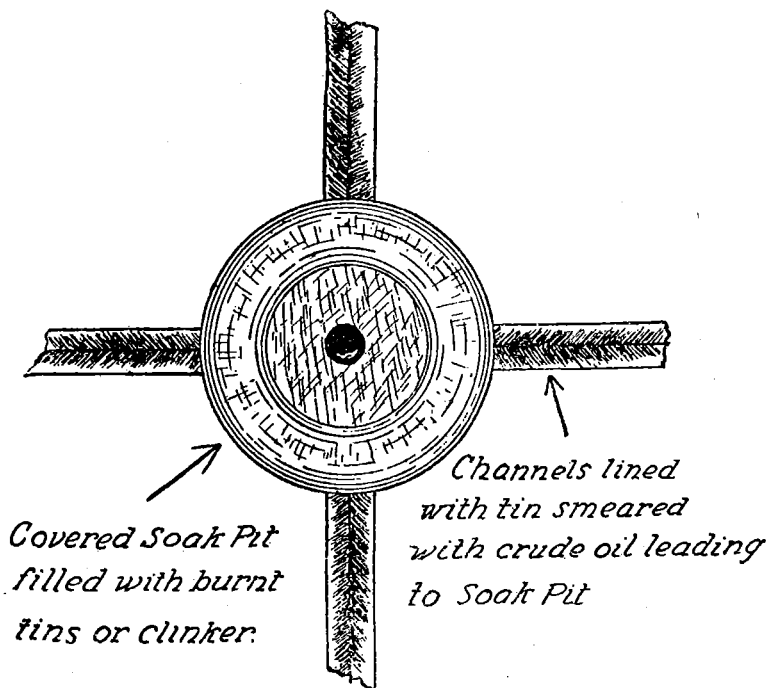 Covered Soak Pit
filled with burnt
tins or clinker.
Channels lined
with tin smeared
with crude oil leading
to Soak Pit